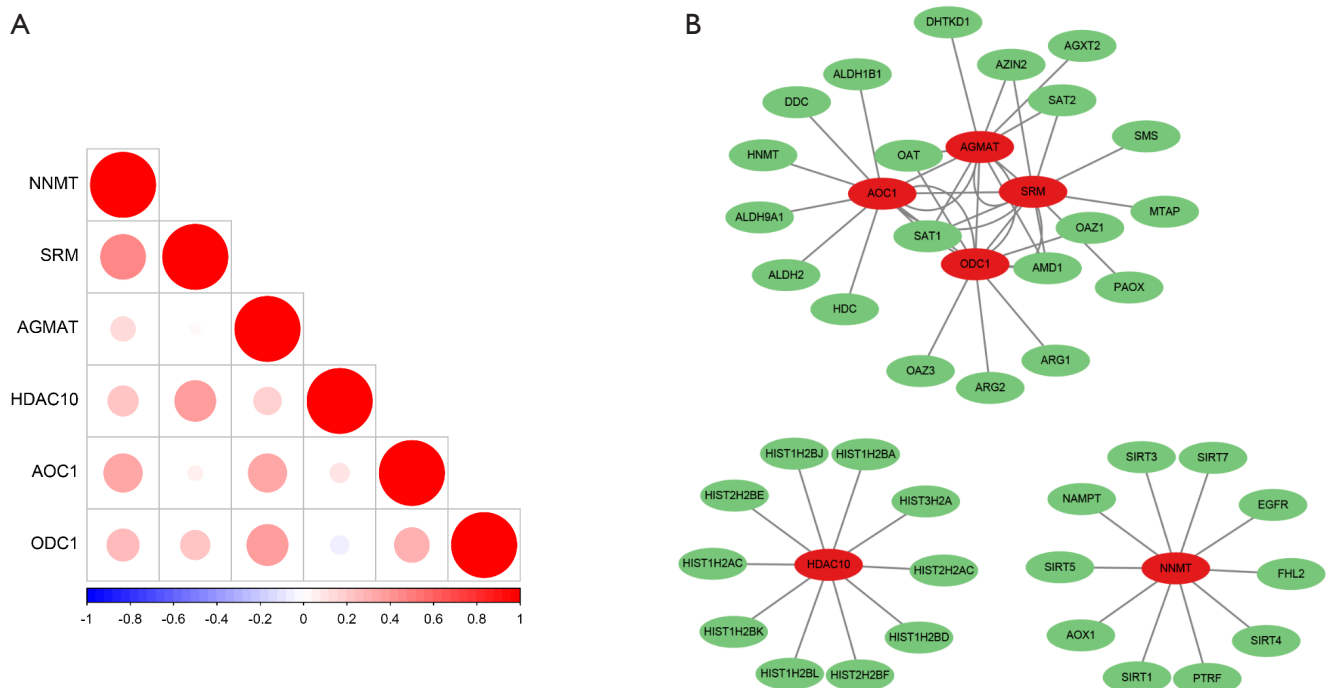 A
NNMT
SRM
AGMAT
HDAC10
AOC1
ODC1
-1 -0.8 -0.6 -0.4 -0.2 0 0.2 0.4 0.6 0.8 1
B
DHTKD1
AGXT2
AZIN2
ALDH1B1
DDC
SAT2
SMS
AGMAT
HNMT
OAT
AOC1
SRM
ALDH9A1
MTAP
OAZ1
SAT1
ODC1
AMD1
ALDH2
PAOX
HDC
ARG1
OAZ3
ARG2
HIST1H2BJ
HIST1H2BA
HIST2H2BE
HIST3H2A
HIST1H2AC
HDAC10
HIST2H2AC
HIST1H2BK
HIST1H2BD
HIST1H2BL
HIST2H2BF
SIRT3
SIRT7
NAMPT
EGFR
SIRT5
NNMT
FHL2
AOX1
SIRT4
SIRT1
PTRF